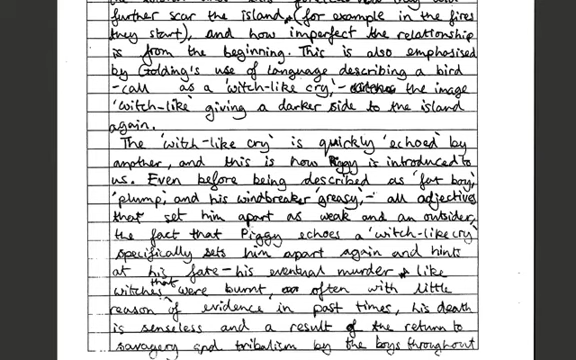 further scar the island, (for example in the fires
they start), and how imperfect the relationship
is from the beginning. This is also emphasised
by Golding's use of language describing a bird
-call as a 'witch-like cry', - the image
'witch-like' giving a darker side to the island
again.
The 'witch-like cry' is quickly 'echoed by
another', and this is how Piggy is introduced to
us. Even before being described as 'fat boy',
'plump', and his windbreaker 'greasy', - all adjectives
that set him apart as weak and an outsider,
the fact that Piggy echoes a 'witch-like cry'
specifically sets him apart again and hints
at his fate - his eventual murder - like
witches that were burnt, often with little
reason of evidence in past times, his death
is senseless and a result of the return to
savagery and tribalism by the boys throughout